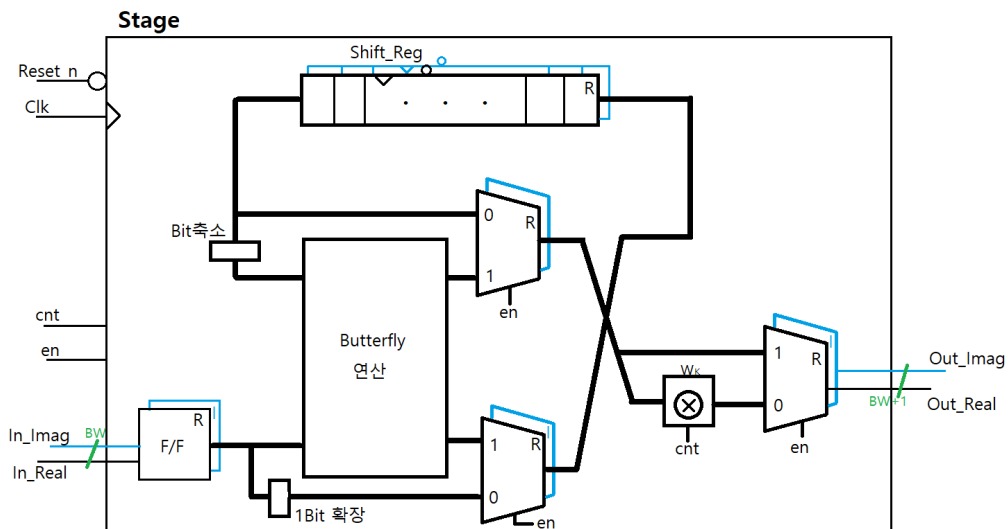 Stage
Shift_Reg
Reset_n
R
Clk
. . .
0
R
Bit축소
1
en
cnt
en
Butterfly
연산
1
I
R
W_K
Out_Imag
BW+1
Out_Real
0
cnt
en
In_Imag
BW
In_Real
R
I
F/F
1
I
R
0
1Bit 확장
en